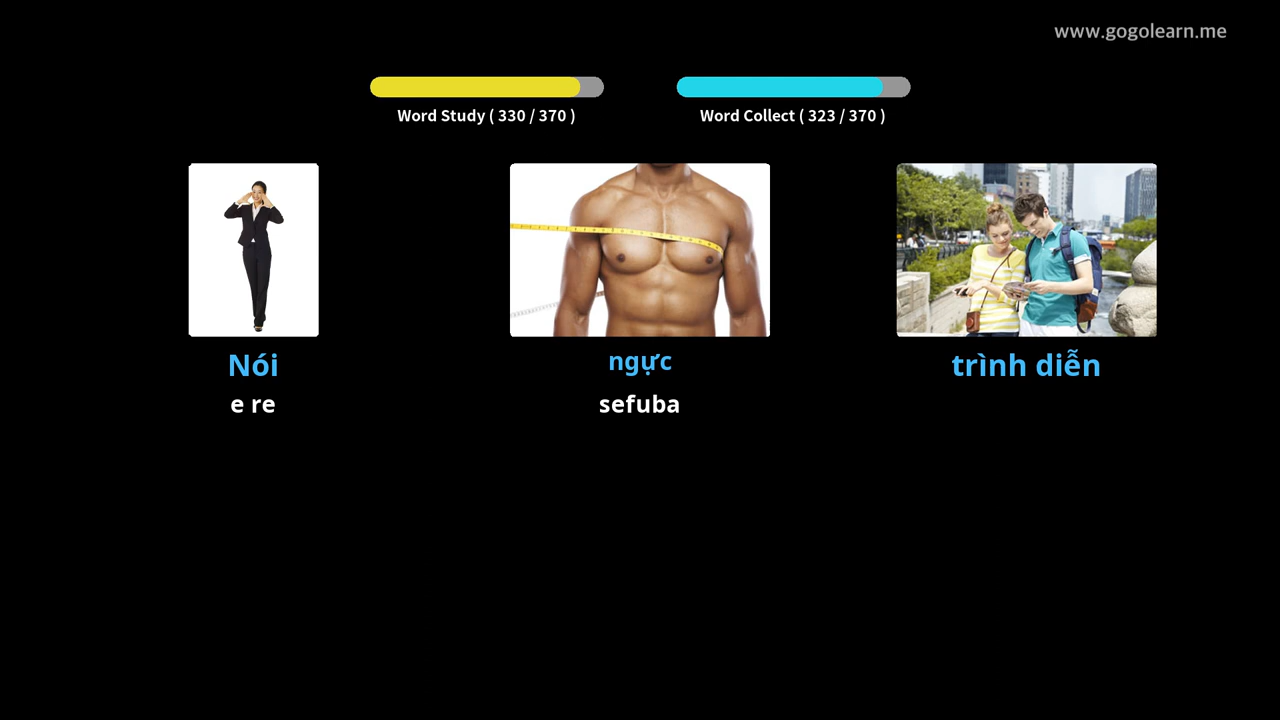 www.gogolearn.me
Word Study ( 330 / 370 )
Word Collect ( 323 / 370 )
Nói
ngực
trình diễn
e re
sefuba